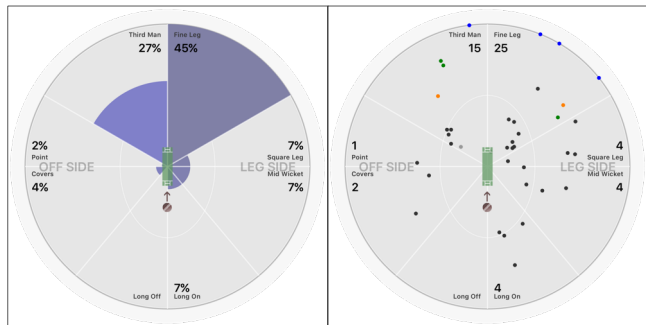 Third Man
27%
Fine Leg
45%
2%
Point
OFF SIDE
Covers
4%
7%
Square Leg
LEG SIDE
Mid Wicket
7%
Long Off
7%
Long On
Third Man
15
Fine Leg
25
1
Point
OFF SIDE
Covers
2
4
Square Leg
LEG SIDE
Mid Wicket
4
Long Off
4
Long On